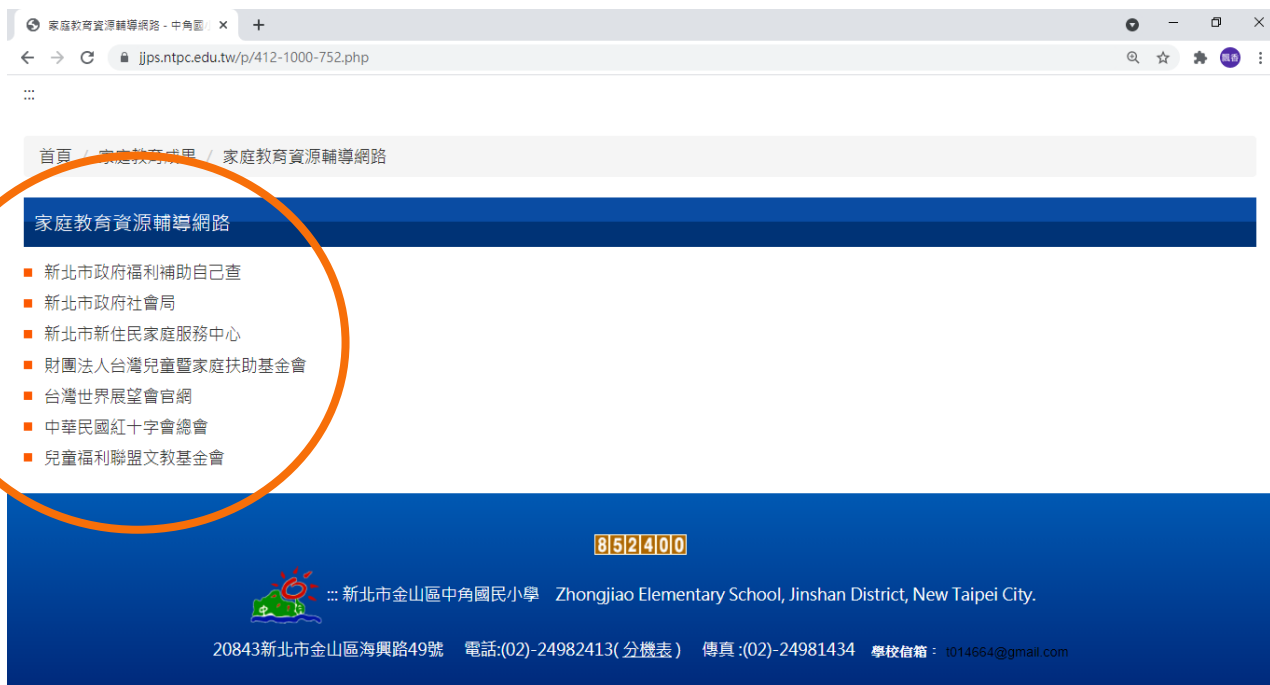 家庭教育資源輔導網路 - 中角國小
jjps.ntpc.edu.tw/p/412-1000-752.php
飄香
:::
首頁 / 家庭教育成果 / 家庭教育資源輔導網路
家庭教育資源輔導網路
新北市政府福利補助自己查
新北市政府社會局
新北市新住民家庭服務中心
財團法人台灣兒童暨家庭扶助基金會
台灣世界展望會官網
中華民國紅十字會總會
兒童福利聯盟文教基金會
852400
::: 新北市金山區中角國民小學 Zhongjiao Elementary School, Jinshan District, New Taipei City.
20843新北市金山區海興路49號 電話:(02)-24982413( 分機表 ) 傳真 :(02)-24981434 學校信箱： t014664@gmail.com